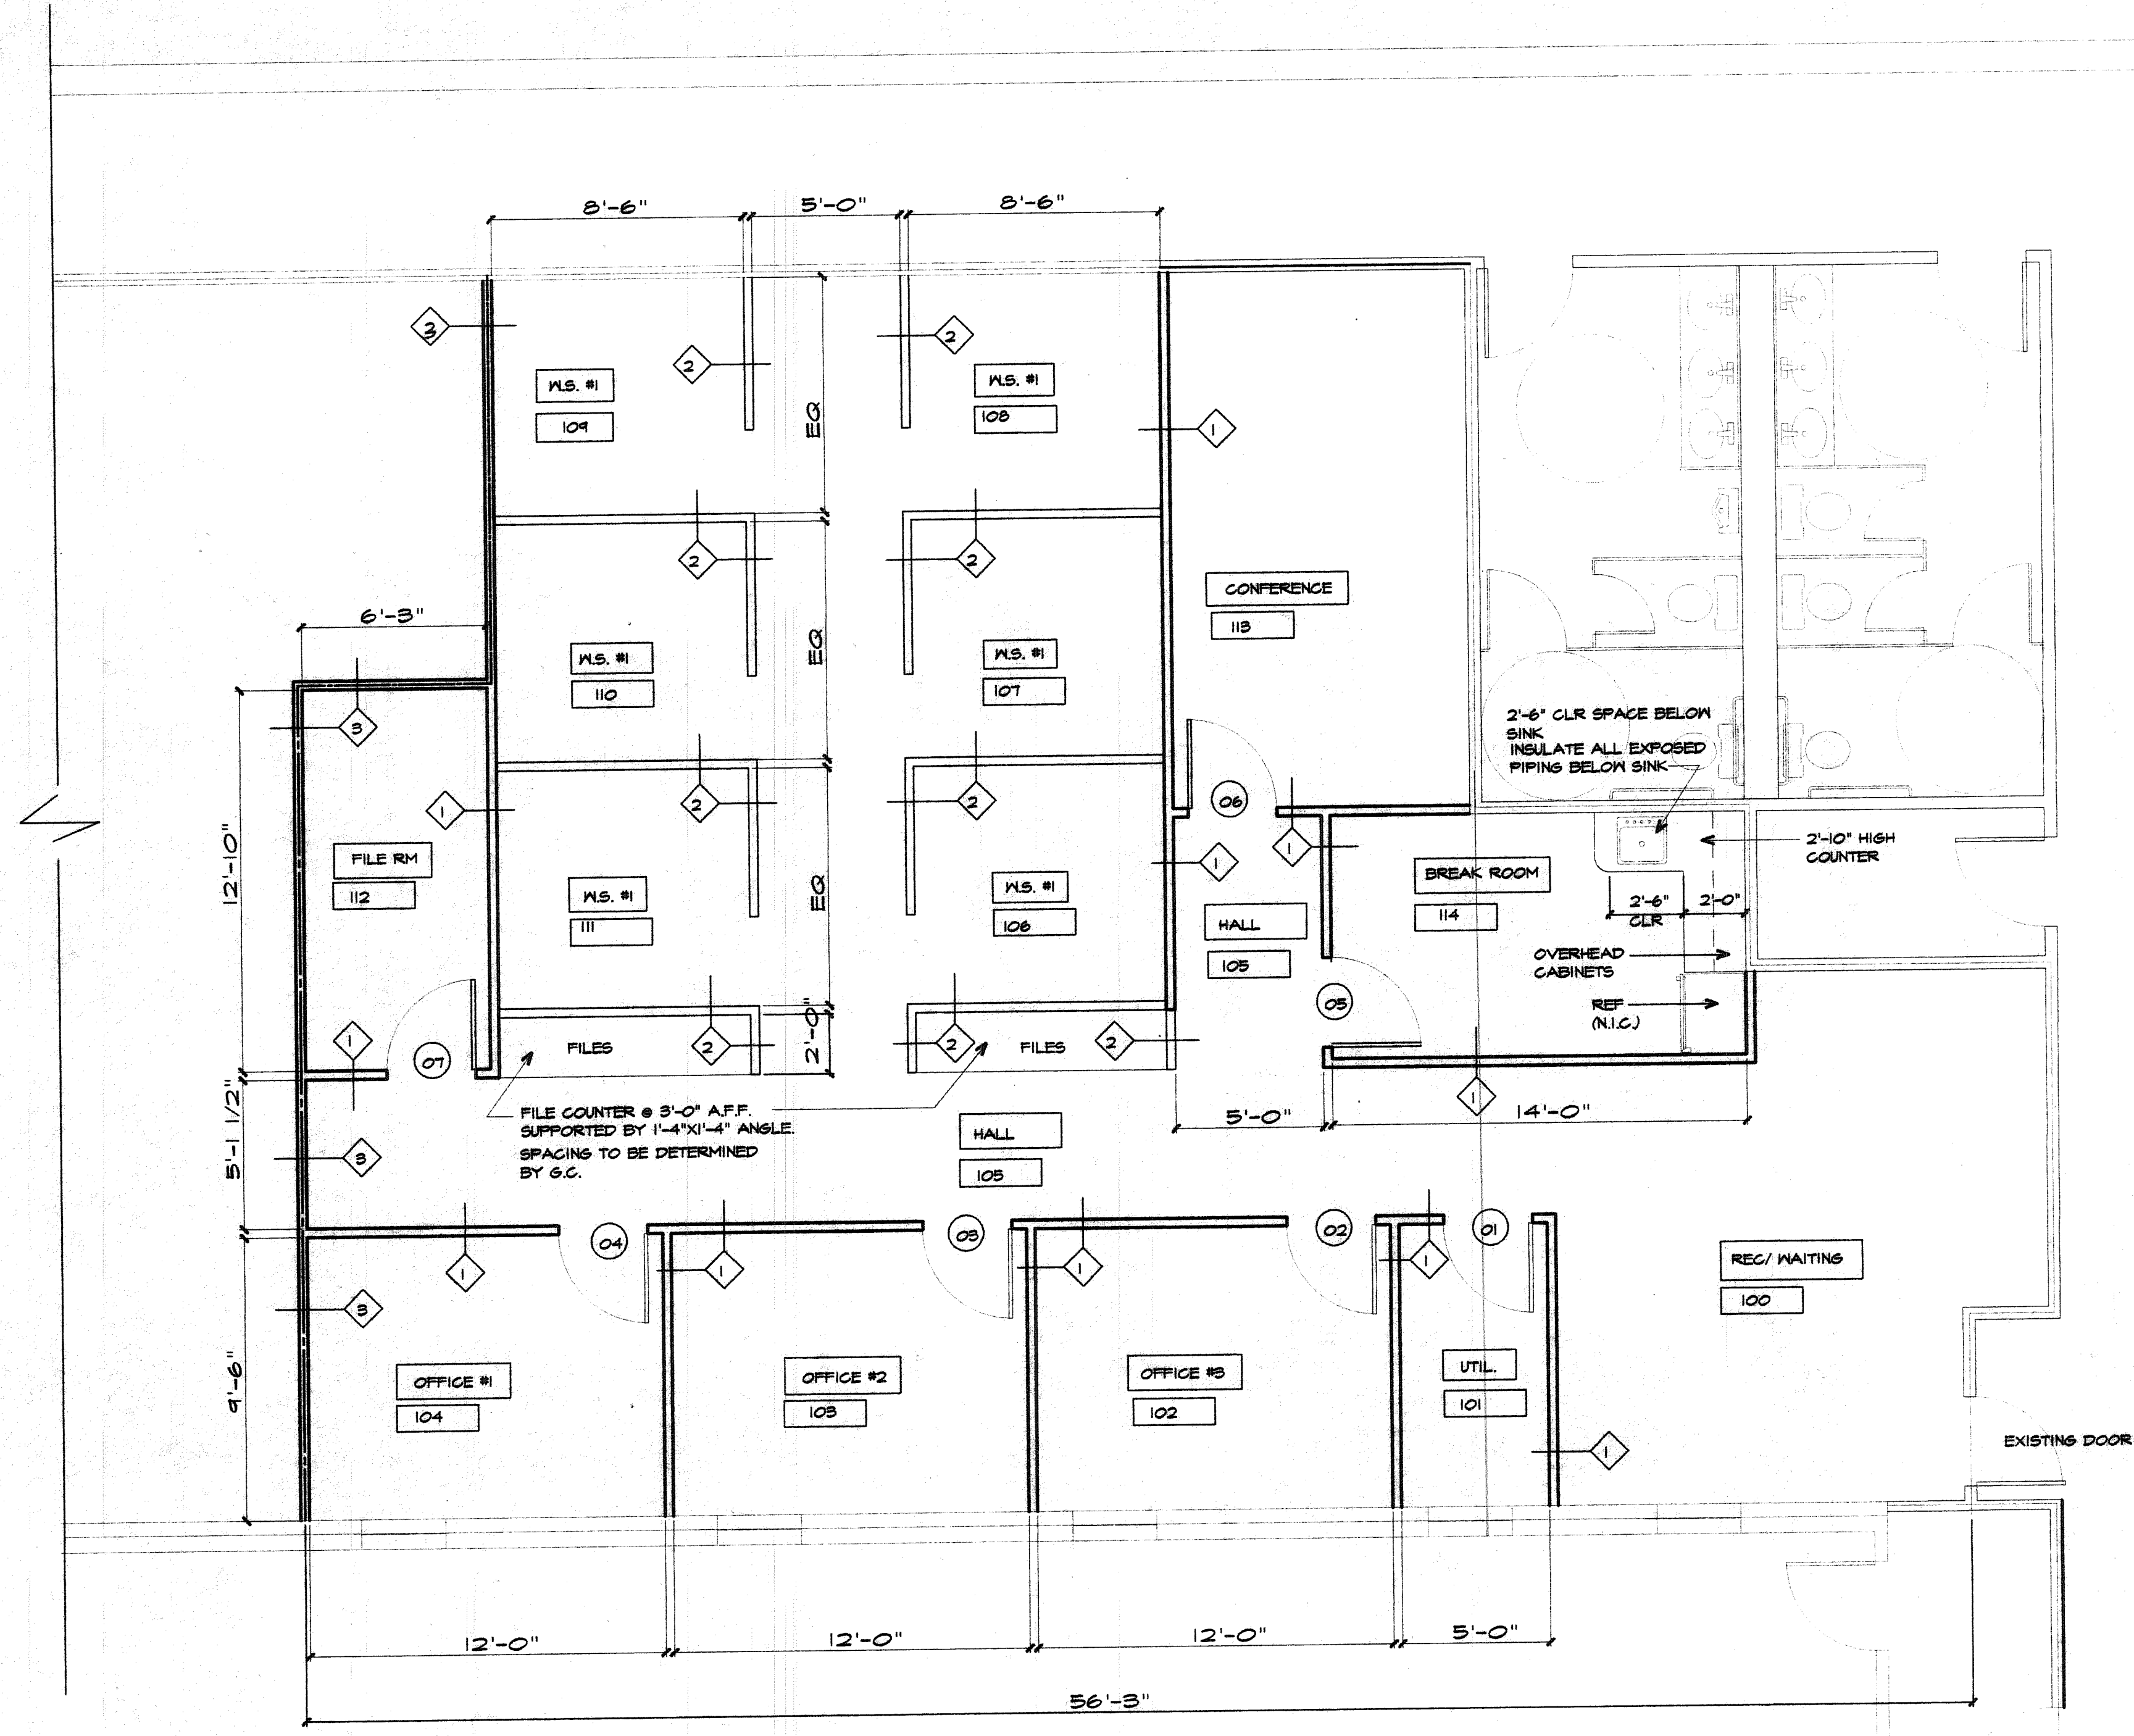 8'-6"
5'-0"
8'-6"
3
2
2
W.S. #1
109
EQ
W.S. #1
108
1
2
2
CONFERENCE
113
6'-3"
EQ
W.S. #1
110
W.S. #1
107
3
2'-6" CLR SPACE BELOW
SINK
INSULATE ALL EXPOSED
PIPING BELOW SINK
1
2
2
06
12'-10"
FILE RM
112
W.S. #1
111
EQ
W.S. #1
106
1
1
HALL
105
BREAK ROOM
114
2'-10" HIGH
COUNTER
2'-6"
CLR
2'-0"
OVERHEAD
CABINETS
REF
(N.I.C.)
05
1
07
FILES
2
2'-0"
2
FILES
2
5'-1 1/2"
3
FILE COUNTER @ 3'-0" A.F.F.
SUPPORTED BY 1'-4"X1'-4" ANGLE.
SPACING TO BE DETERMINED
BY G.C.
HALL
105
5'-0"
1
14'-0"
1
04
1
03
1
02
1
01
REC/ WAITING
100
3
9'-6"
OFFICE #1
104
OFFICE #2
103
OFFICE #3
102
UTIL.
101
1
EXISTING DOOR
12'-0"
12'-0"
12'-0"
5'-0"
56'-3"